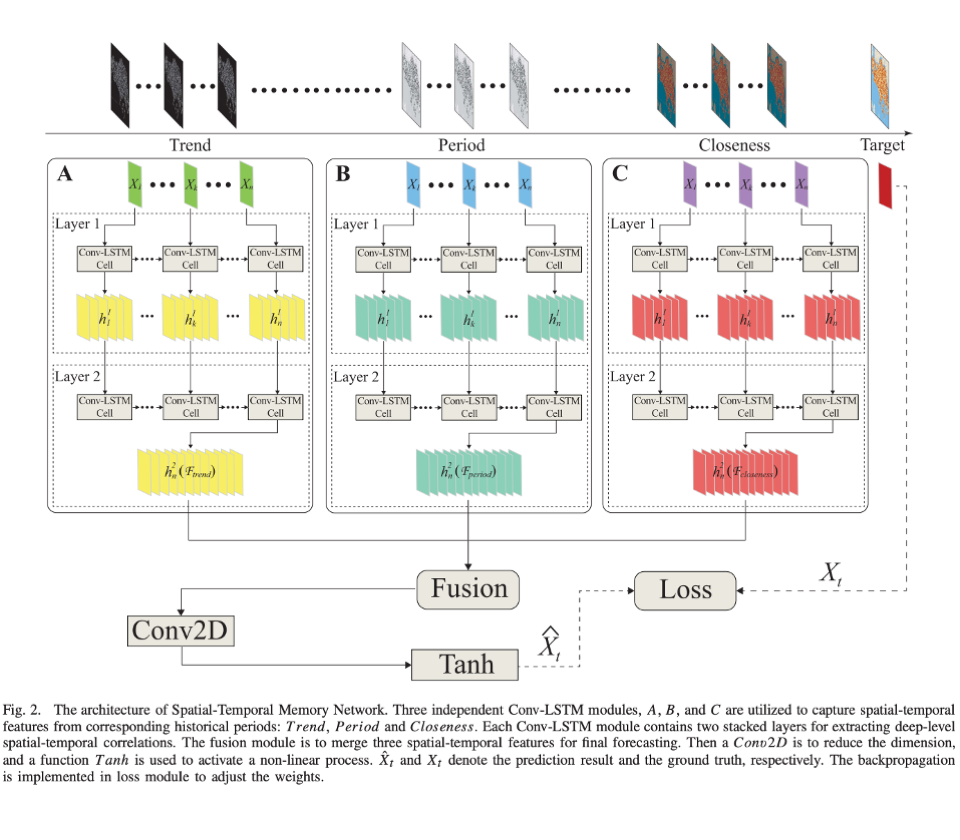 Trend Period Closeness Target
A B C
X_1 X_k X_n X_1 X_k X_n X_1 X_k X_n
Layer 1 Layer 1 Layer 1
Conv-LSTM Cell Conv-LSTM Cell Conv-LSTM Cell Conv-LSTM Cell Conv-LSTM Cell Conv-LSTM Cell Conv-LSTM Cell Conv-LSTM Cell Conv-LSTM Cell
h_1^1 h_k^1 h_n^1 h_1^1 h_k^1 h_n^1 h_1^1 h_k^1 h_n^1
Layer 2 Layer 2 Layer 2
Conv-LSTM Cell Conv-LSTM Cell Conv-LSTM Cell Conv-LSTM Cell Conv-LSTM Cell Conv-LSTM Cell Conv-LSTM Cell Conv-LSTM Cell Conv-LSTM Cell
h_n^2(F_trend) h_n^2(F_period) h_n^2(F_closeness)
Fusion Loss X_t
Conv2D
Tanh X̂_t
Fig. 2. The architecture of Spatial-Temporal Memory Network. Three independent Conv-LSTM modules, A, B, and C are utilized to capture spatial-temporal
features from corresponding historical periods: Trend, Period and Closeness. Each Conv-LSTM module contains two stacked layers for extracting deep-level
spatial-temporal correlations. The fusion module is to merge three spatial-temporal features for final forecasting. Then a Conv2D is to reduce the dimension,
and a function Tanh is used to activate a non-linear process. X̂_t and X_t denote the prediction result and the ground truth, respectively. The backpropagation
is implemented in loss module to adjust the weights.